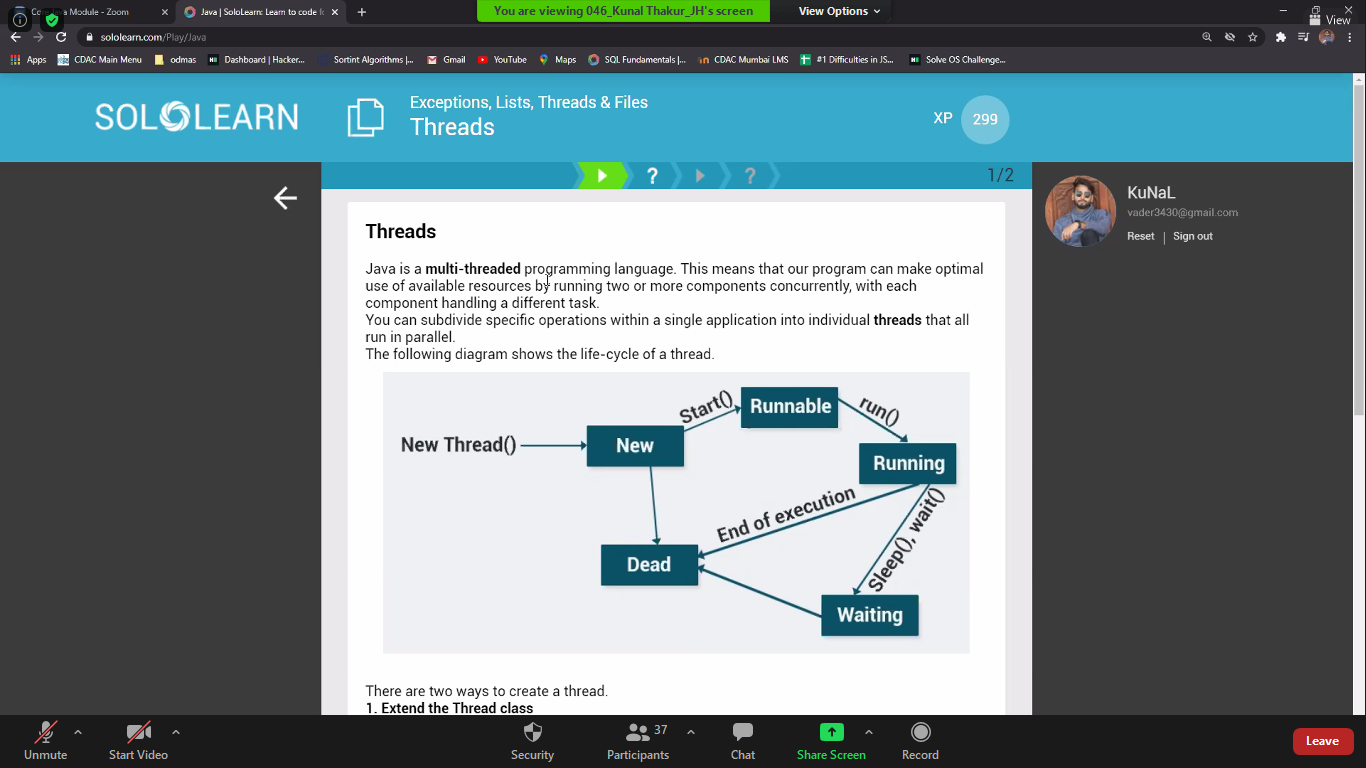 Module - Zoom
Java | SoloLearn: Learn to code fo
You are viewing 046_Kunal Thakur_JH's screen
View Options
View
sololearn.com/Play/Java
Apps
CDAC Main Menu
odmas
Dashboard | Hacker...
Sortint Algorithms |...
Gmail
YouTube
Maps
SQL Fundamentals |...
CDAC Mumbai LMS
#1 Difficulties in JS...
Solve OS Challenge...
SOLOLEARN
Exceptions, Lists, Threads & Files
Threads
XP 299
? ?
1/2
KuNaL
vader3430@gmail.com
Reset | Sign out
Threads
Java is a multi-threaded programming language. This means that our program can make optimal
use of available resources by running two or more components concurrently, with each
component handling a different task.
You can subdivide specific operations within a single application into individual threads that all
run in parallel.
The following diagram shows the life-cycle of a thread.
New Thread()
New
Start()
Runnable
run()
Running
End of execution
Sleep(), wait()
Dead
Waiting
There are two ways to create a thread.
1. Extend the Thread class
Unmute
Start Video
Security
Participants
37
Chat
Share Screen
Record
Leave